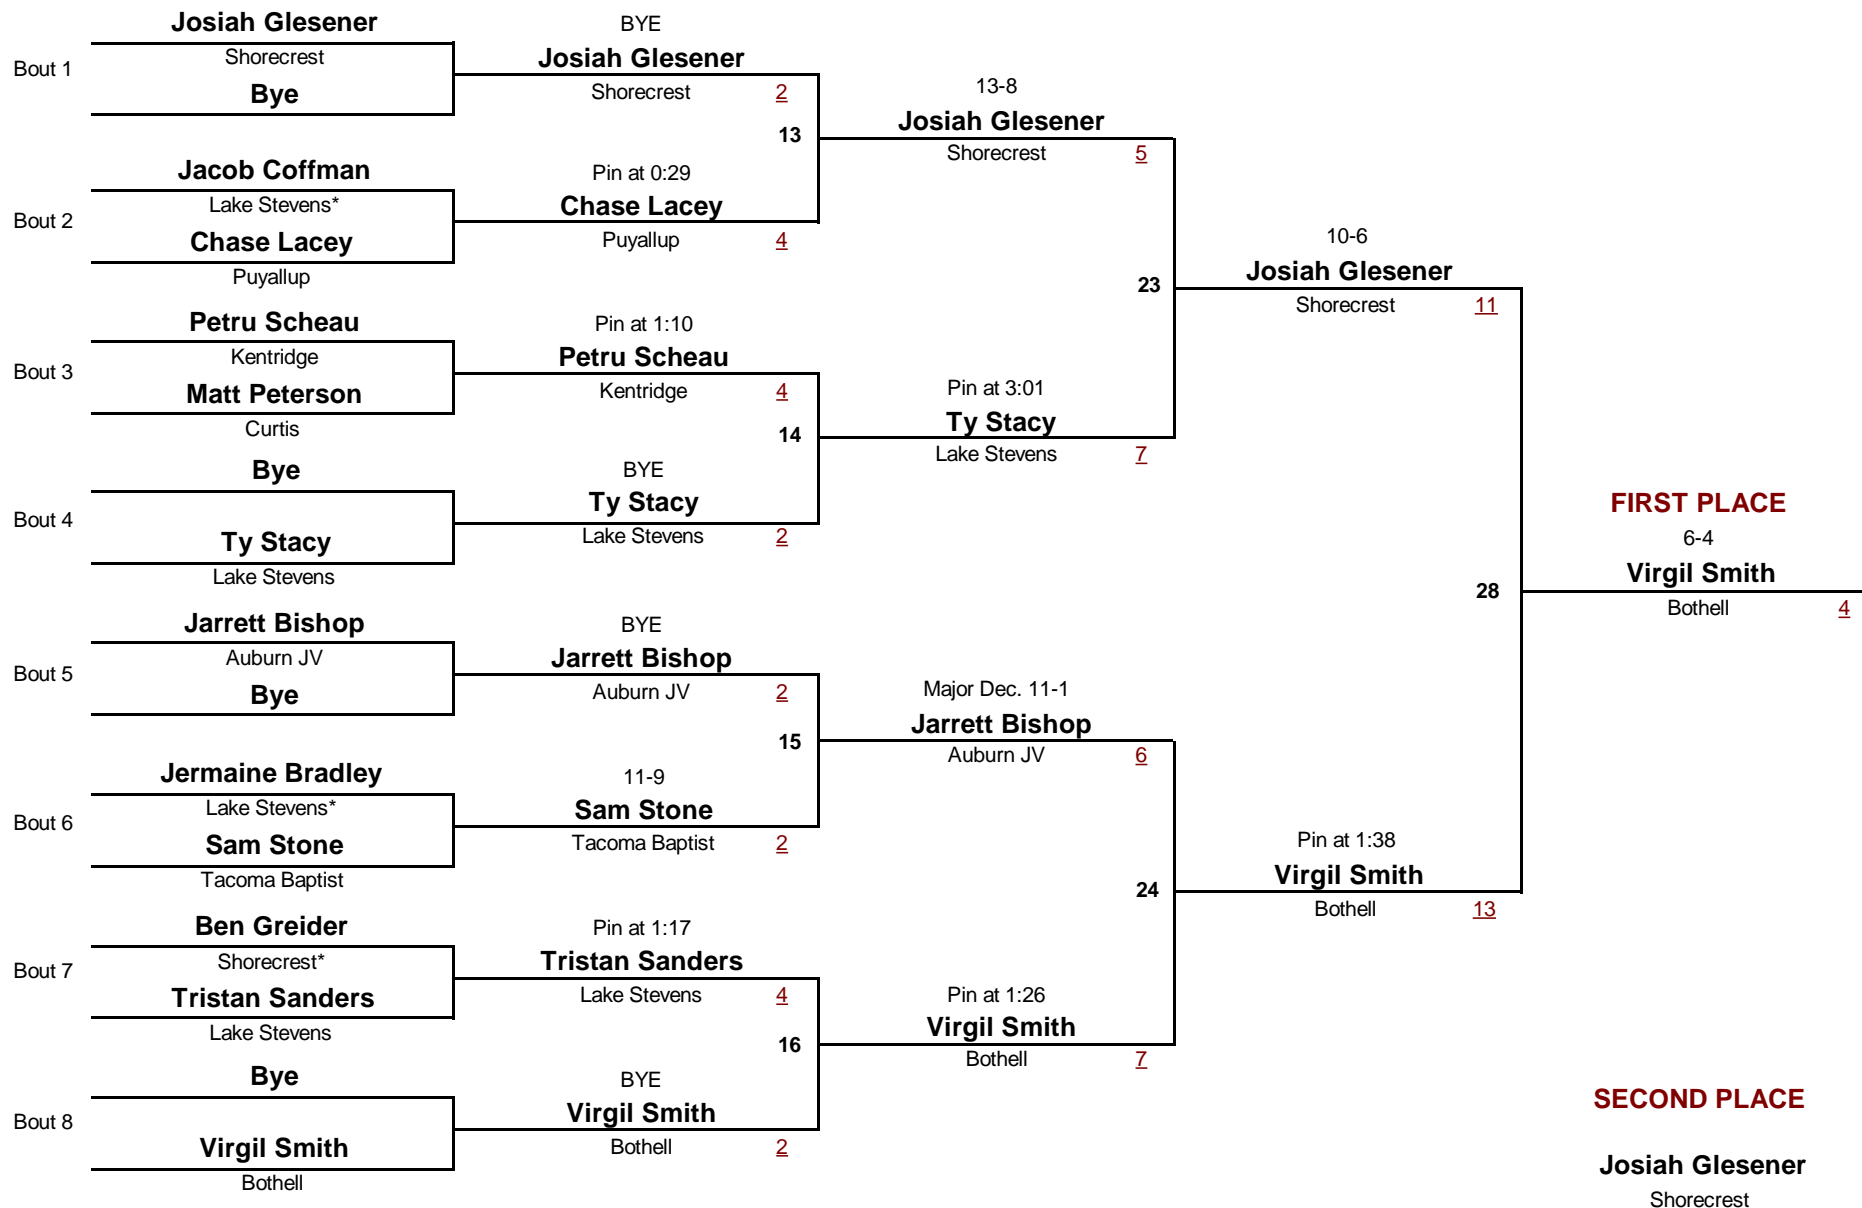 Josiah Glesener
Bout 1
Shorecrest
Bye
Jacob Coffman
Bout 2
Lake Stevens*
Chase Lacey
Puyallup
Petru Scheau
Bout 3
Kentridge
Matt Peterson
Curtis
Bye
Bout 4
Ty Stacy
Lake Stevens
Jarrett Bishop
Bout 5
Auburn JV
Bye
Jermaine Bradley
Bout 6
Lake Stevens*
Sam Stone
Tacoma Baptist
Ben Greider
Bout 7
Shorecrest*
Tristan Sanders
Lake Stevens
Bye
Bout 8
Virgil Smith
Bothell
BYE
Josiah Glesener
Shorecrest 2
13
Pin at 0:29
Chase Lacey
Puyallup 4
Pin at 1:10
Petru Scheau
Kentridge 4
14
BYE
Ty Stacy
Lake Stevens 2
BYE
Jarrett Bishop
Auburn JV 2
15
11-9
Sam Stone
Tacoma Baptist 2
Pin at 1:17
Tristan Sanders
Lake Stevens 4
16
BYE
Virgil Smith
Bothell 2
13-8
Josiah Glesener
Shorecrest 5
23
Pin at 3:01
Ty Stacy
Lake Stevens 7
Major Dec. 11-1
Jarrett Bishop
Auburn JV 6
24
Pin at 1:26
Virgil Smith
Bothell 7
10-6
Josiah Glesener
Shorecrest 11
28
Pin at 1:38
Virgil Smith
Bothell 13
FIRST PLACE
6-4
Virgil Smith
Bothell 4
SECOND PLACE
Josiah Glesener
Shorecrest